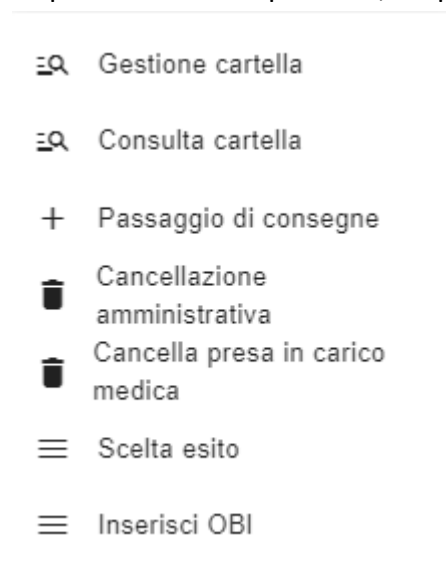 Gestione cartella
Consulta cartella
Passaggio di consegne
Cancellazione
amministrativa
Cancella presa in carico
medica
Scelta esito
Inserisci OBI